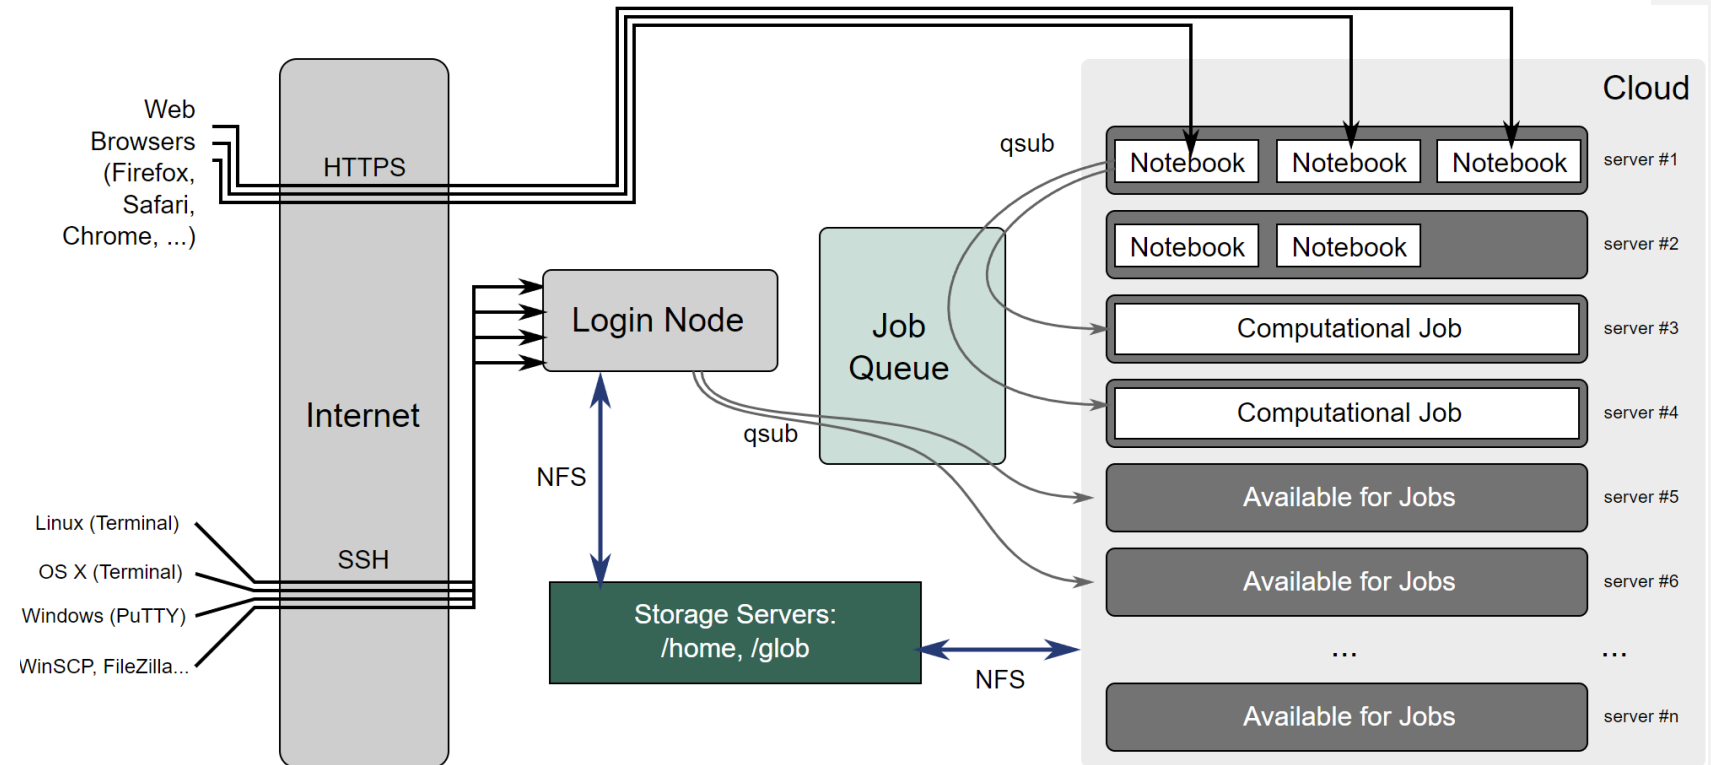 Web
Browsers
(Firefox,
Safari,
Chrome, ...)
HTTPS
Internet
SSH
Linux (Terminal)
OS X (Terminal)
Windows (PuTTY)
WinSCP, FileZilla...
Login Node
NFS
qsub
Storage Servers:
/home, /glob
NFS
Job
Queue
qsub
Cloud
Notebook Notebook Notebook server #1
Notebook Notebook server #2
Computational Job server #3
Computational Job server #4
Available for Jobs server #5
Available for Jobs server #6
... ...
Available for Jobs server #n